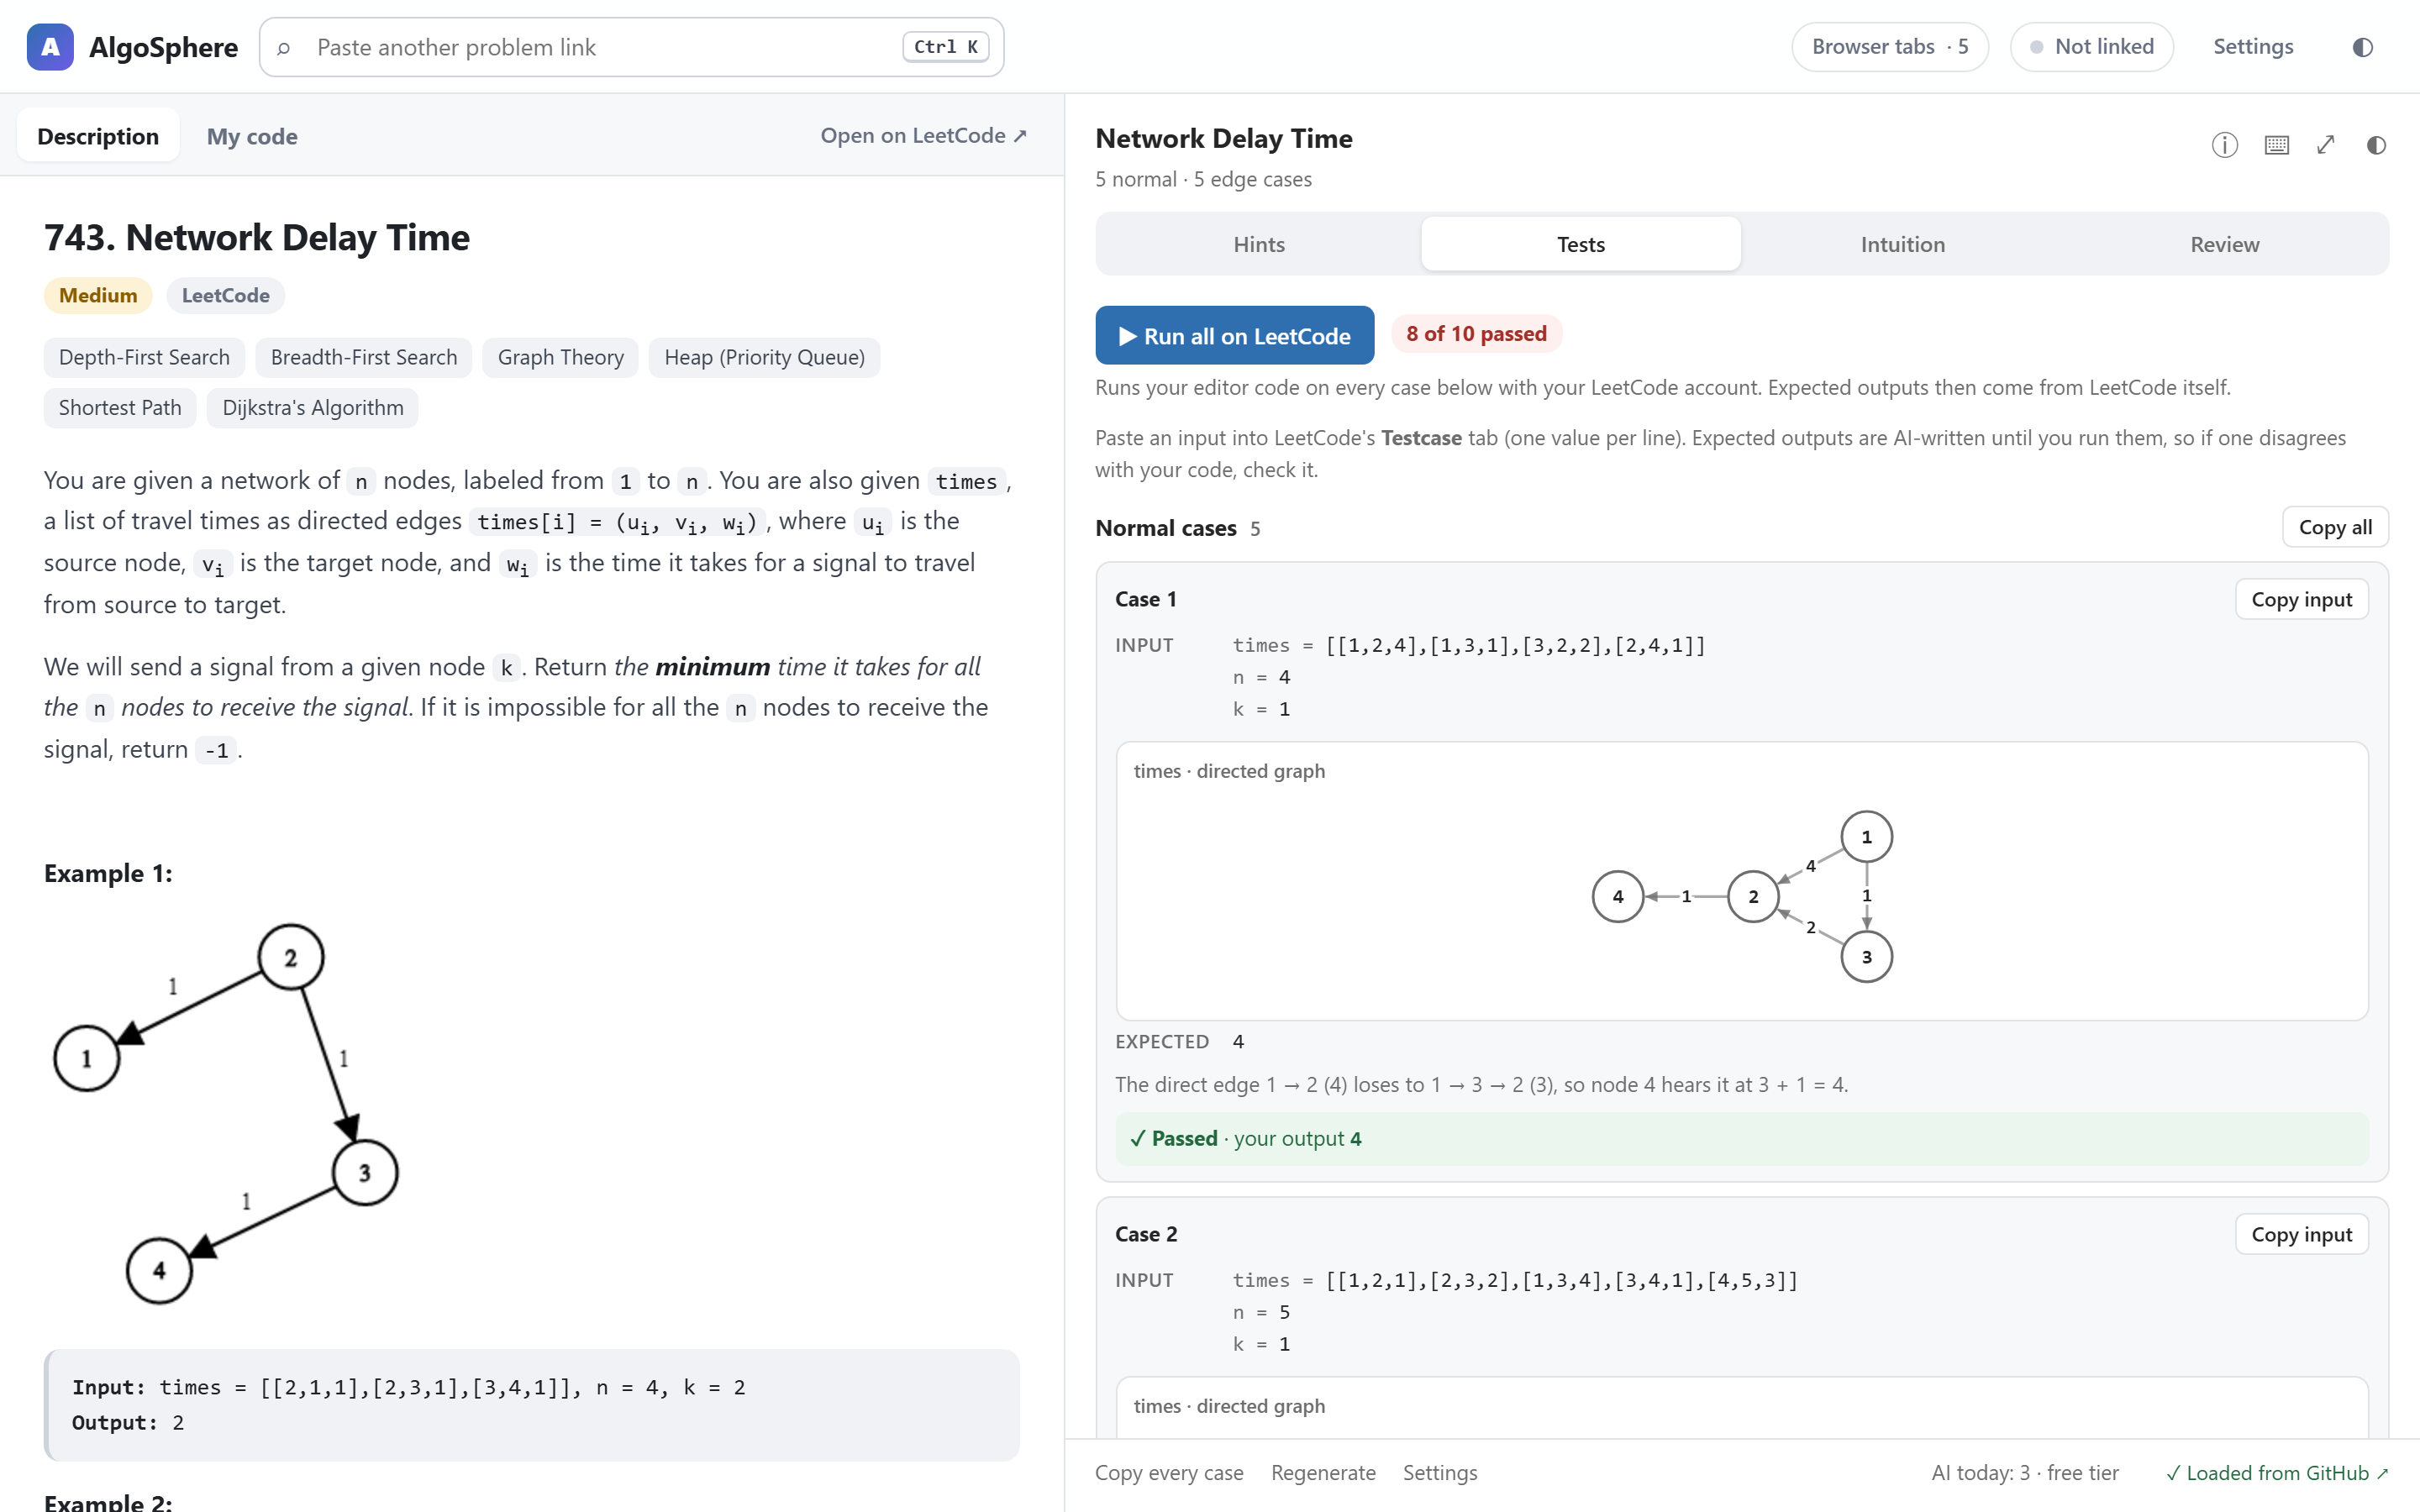 A AlgoSphere
Paste another problem link
Ctrl K
Browser tabs · 5
Not linked
Settings
Description
My code
Open on LeetCode ↗
743. Network Delay Time
Medium
LeetCode
Depth-First Search
Breadth-First Search
Graph Theory
Heap (Priority Queue)
Shortest Path
Dijkstra's Algorithm
You are given a network of n nodes, labeled from 1 to n. You are also given times,
a list of travel times as directed edges times[i] = (uᵢ, vᵢ, wᵢ), where uᵢ is the
source node, vᵢ is the target node, and wᵢ is the time it takes for a signal to travel
from source to target.
We will send a signal from a given node k. Return the minimum time it takes for all
the n nodes to receive the signal. If it is impossible for all the n nodes to receive the
signal, return -1.
Example 1:
2
1
1
1
3
1
4
Input: times = [[2,1,1],[2,3,1],[3,4,1]], n = 4, k = 2
Output: 2
Example 2:
Network Delay Time
5 normal · 5 edge cases
Hints
Tests
Intuition
Review
▶ Run all on LeetCode
8 of 10 passed
Runs your editor code on every case below with your LeetCode account. Expected outputs then come from LeetCode itself.
Paste an input into LeetCode's Testcase tab (one value per line). Expected outputs are AI-written until you run them, so if one disagrees
with your code, check it.
Normal cases 5
Copy all
Case 1
Copy input
INPUT times = [[1,2,4],[1,3,1],[3,2,2],[2,4,1]]
n = 4
k = 1
times · directed graph
1
4
4
1
2
1
2
3
EXPECTED 4
The direct edge 1 → 2 (4) loses to 1 → 3 → 2 (3), so node 4 hears it at 3 + 1 = 4.
✓ Passed · your output 4
Case 2
Copy input
INPUT times = [[1,2,1],[2,3,2],[1,3,4],[3,4,1],[4,5,3]]
n = 5
k = 1
times · directed graph
Copy every case
Regenerate
Settings
AI today: 3 · free tier
✓ Loaded from GitHub ↗